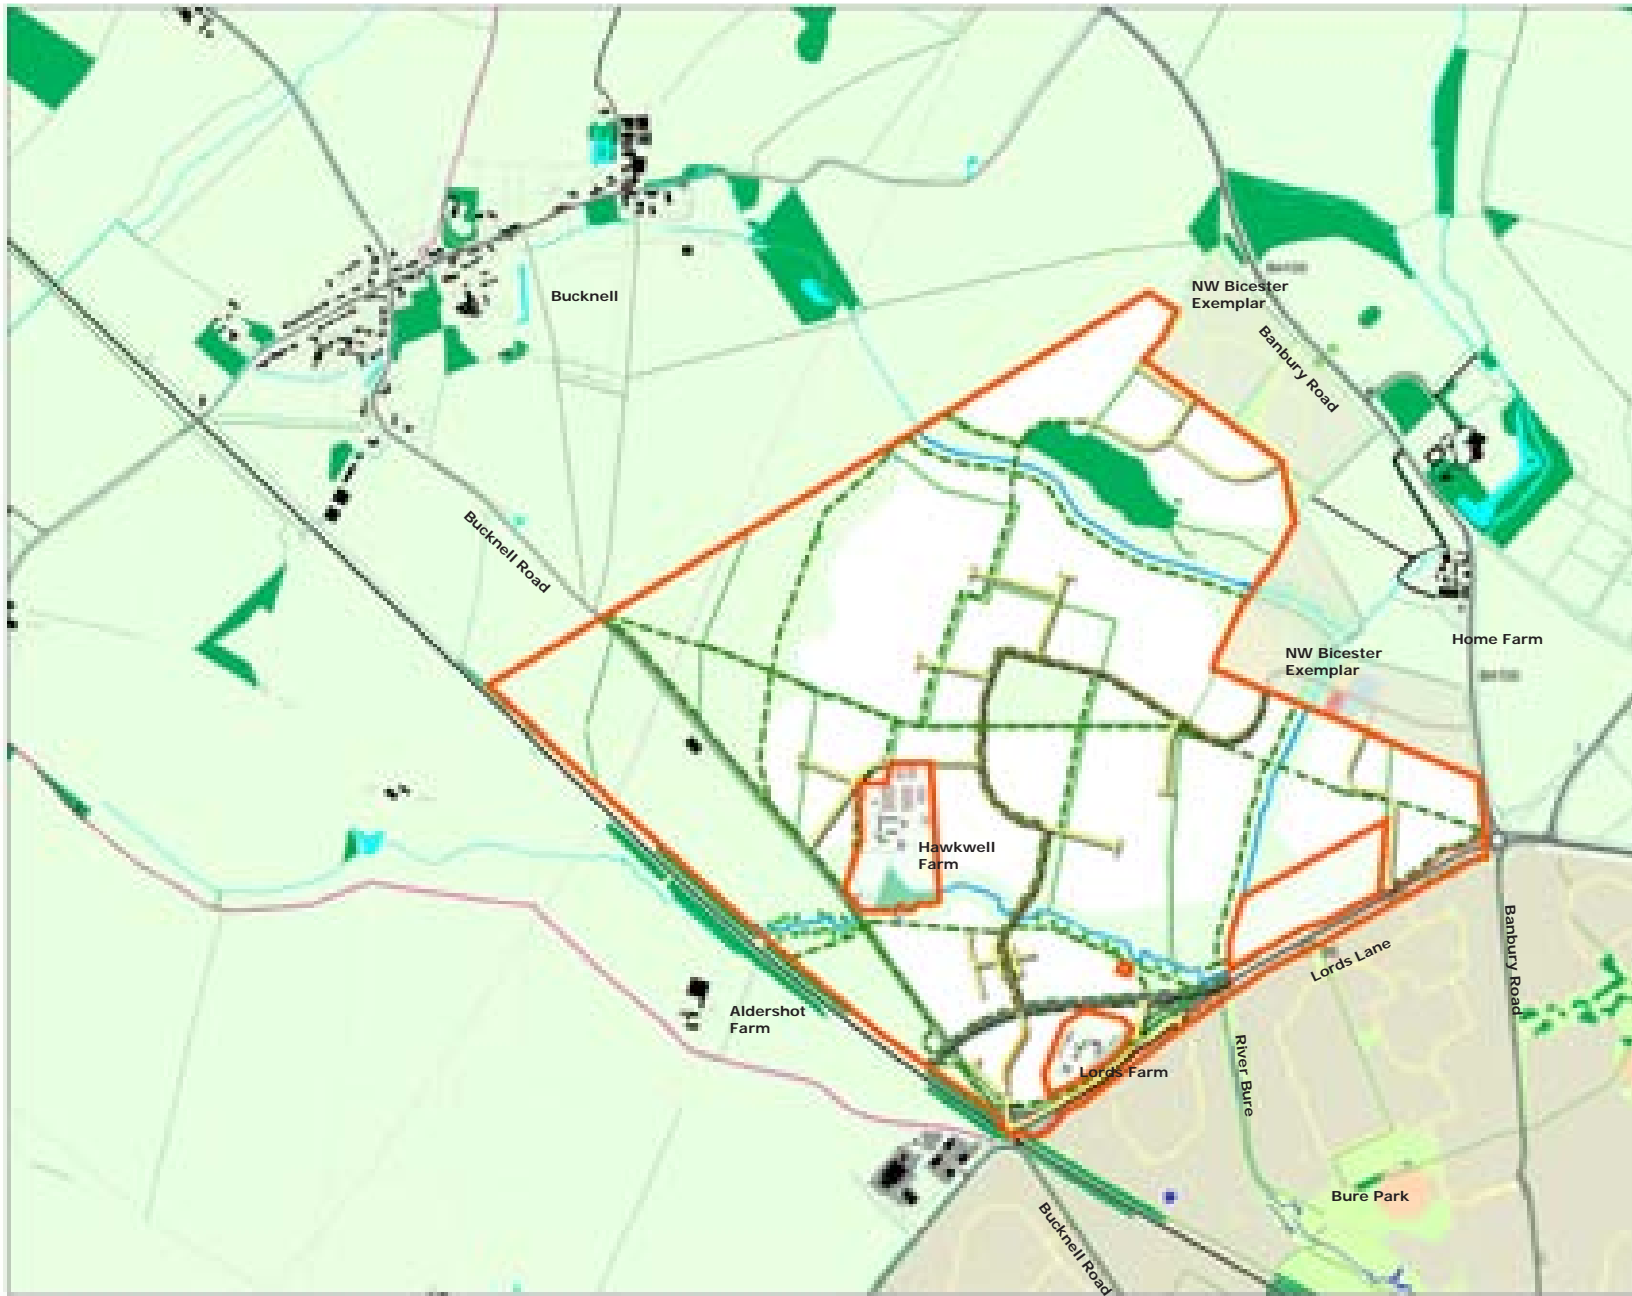 NW Bicester
Exemplar
Bucknell
Banbury Road
Bucknell Road
Home Farm
NW Bicester
Exemplar
Hawkwell
Farm
Banbury Road
Lords Lane
Aldershot
Farm
River Bure
Lords Farm
Bure Park
Bucknell Road